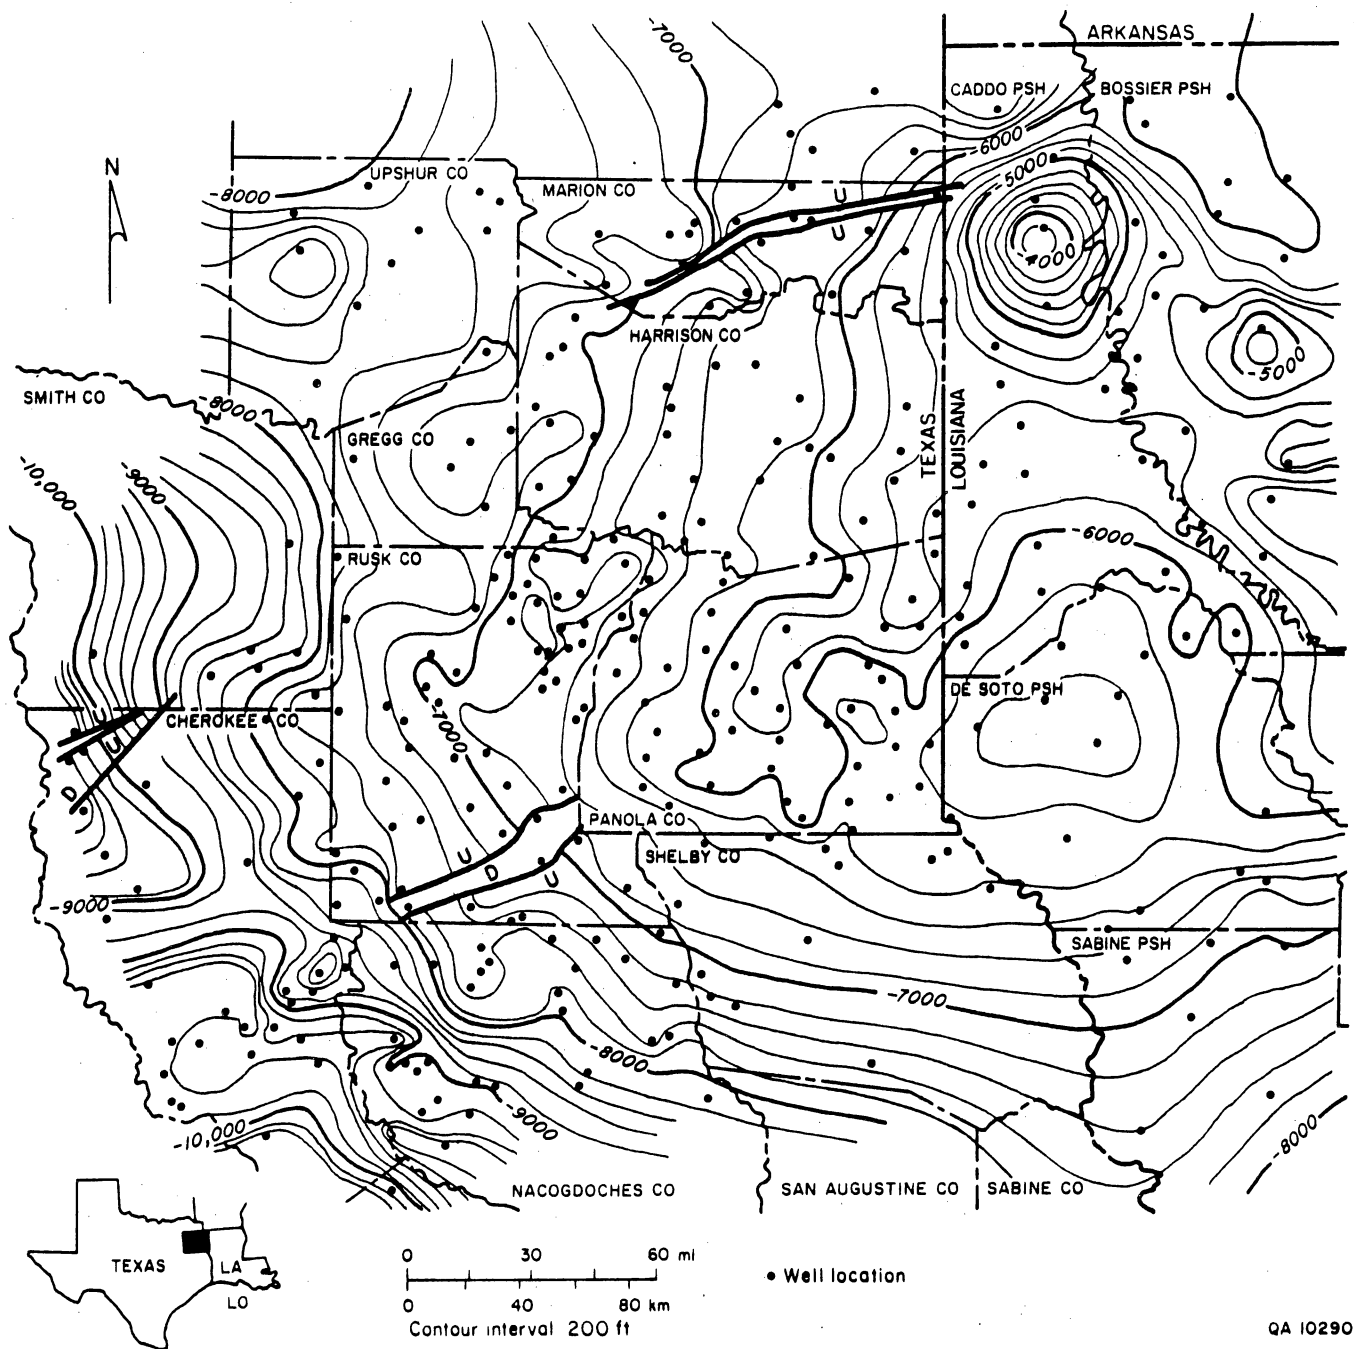 -7000
ARKANSAS
CADDO PSH
BOSSIER PSH
-6000
N
UPSHUR CO
-5000
-8000
MARION CO
U
U
-4000
HARRISON CO
-5000
SMITH CO
-8000
TEXAS
LOUISIANA
GREGG CO
-10,000
-9000
-6000
RUSK CO
DE SOTO PSH
U
CHEROKEE CO
U
-7000
D
PANOLA CO
U
SHELBY CO
D
U
-9000
SABINE PSH
-7000
-8000
-9000
-10,000
-8000
NACOGDOCHES CO
SAN AUGUSTINE CO
SABINE CO
TEXAS
LA
LO
0 30 60 mi
0 40 80 km
Contour interval 200 ft
Well location
QA 10290